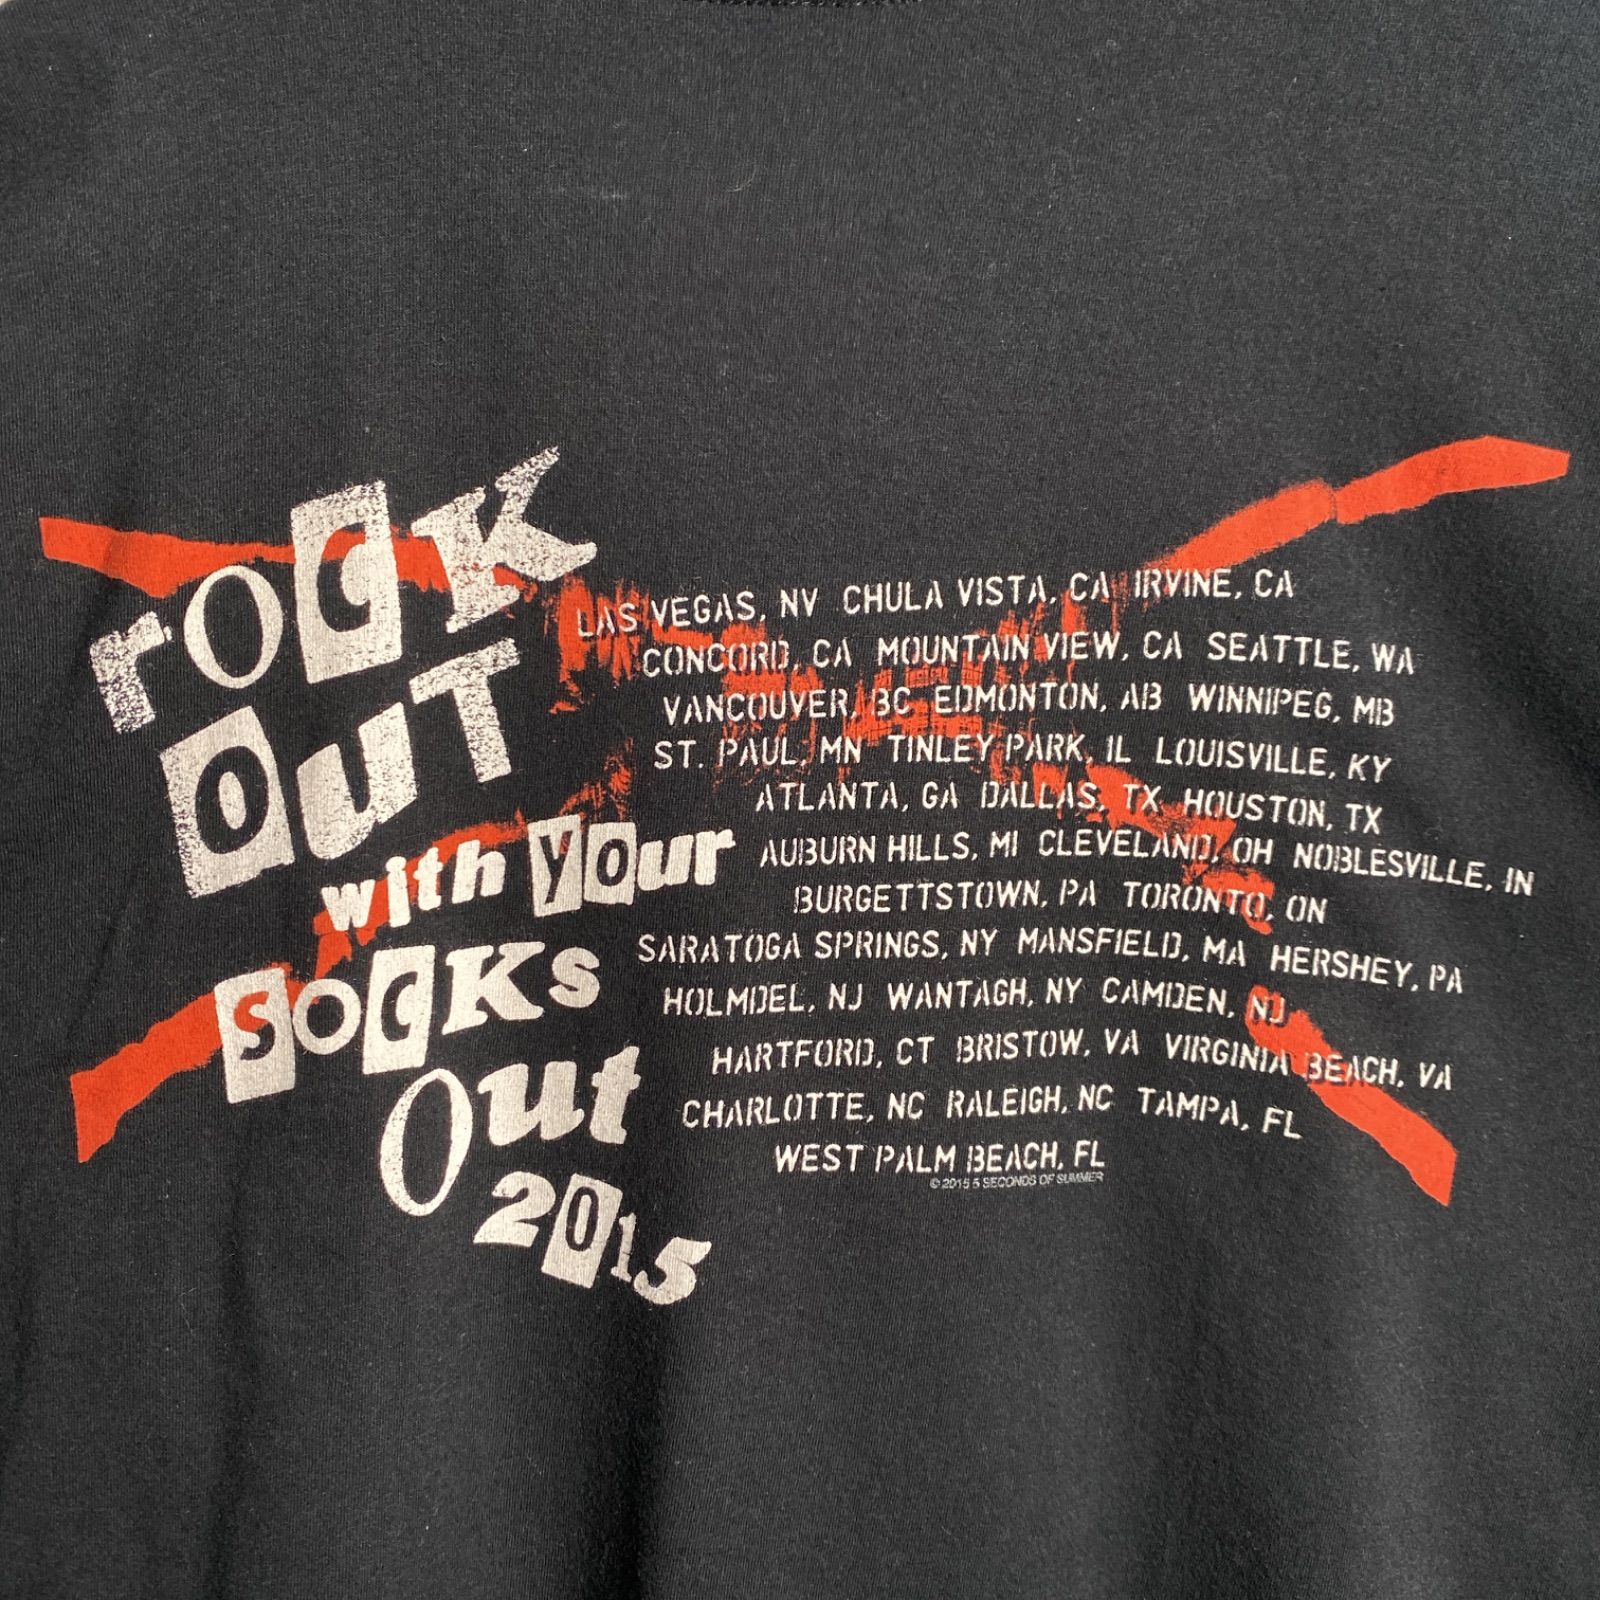 rOCK
OUT
with your
SOCKs
Out
2015
LAS VEGAS, NV CHULA VISTA, CA IRVINE, CA
CONCORD, CA MOUNTAIN VIEW, CA SEATTLE, WA
VANCOUVER, BC EDMONTON, AB WINNIPEG, MB
ST. PAUL, MN TINLEY PARK, IL LOUISVILLE, KY
ATLANTA, GA DALLAS, TX HOUSTON, TX
AUBURN HILLS, MI CLEVELAND, OH NOBLESVILLE, IN
BURGETTSTOWN, PA TORONTO, ON
SARATOGA SPRINGS, NY MANSFIELD, MA HERSHEY, PA
HOLMDEL, NJ WANTAGH, NY CAMDEN, NJ
HARTFORD, CT BRISTOW, VA VIRGINIA BEACH, VA
CHARLOTTE, NC RALEIGH, NC TAMPA, FL
WEST PALM BEACH, FL
© 2015 5 SECONDS OF SUMMER